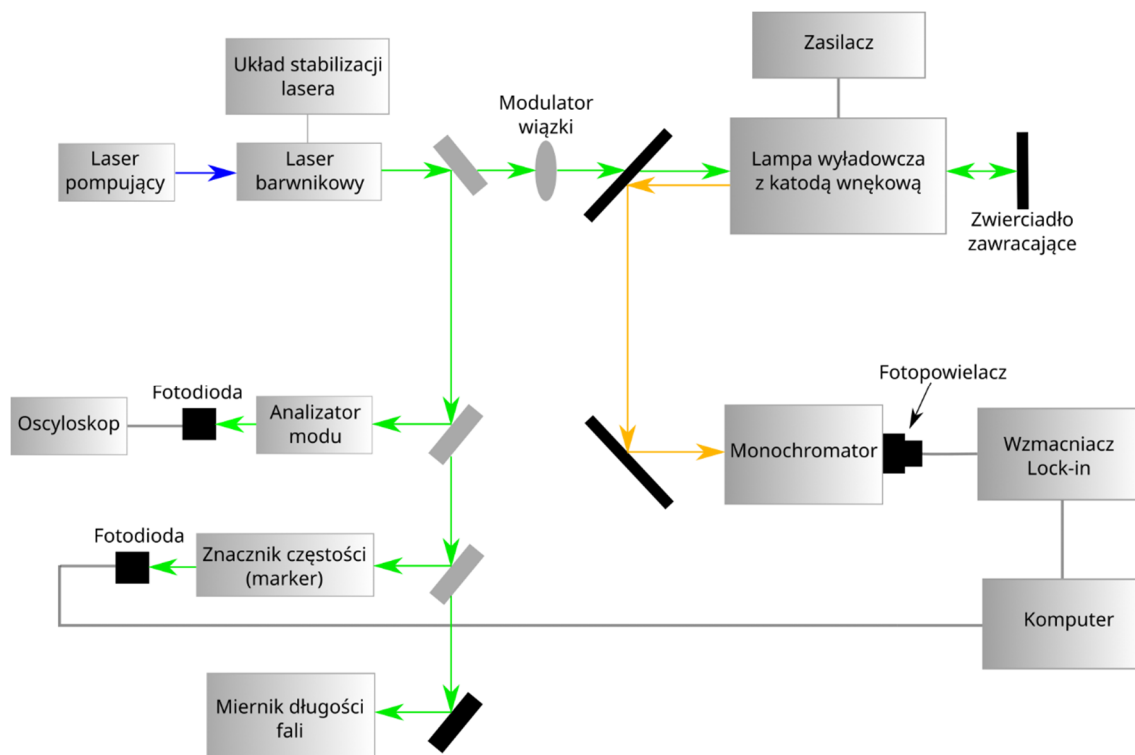 Zasilacz
Układ stabilizacji
lasera
Modulator
wiązki
Laser
pompujący
Laser
barwnikowy
Lampa wyładowcza
z katodą wnękową
Zwierciadło
zawracające
Fotodioda
Fotopowielacz
Oscyloskop
Analizator
modu
Monochromator
Wzmacniacz
Lock-in
Fotodioda
Znacznik częstości
(marker)
Komputer
Miernik długości
fali